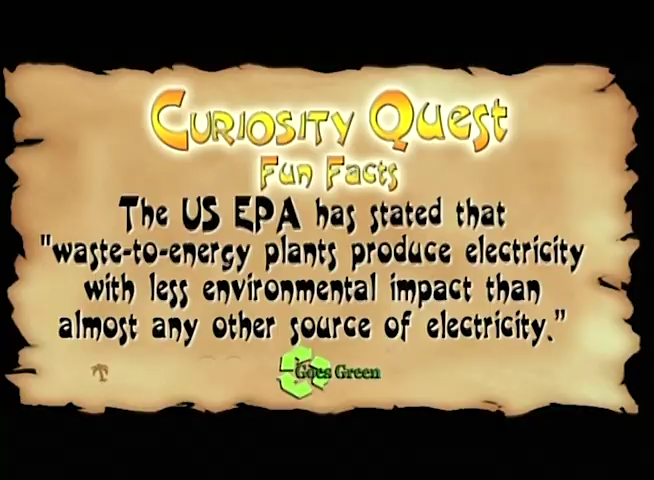 Curiosity Quest
Fun Facts
The US EPA has stated that
"waste-to-energy plants produce electricity
with less environmental impact than
almost any other source of electricity.”
Goes Green